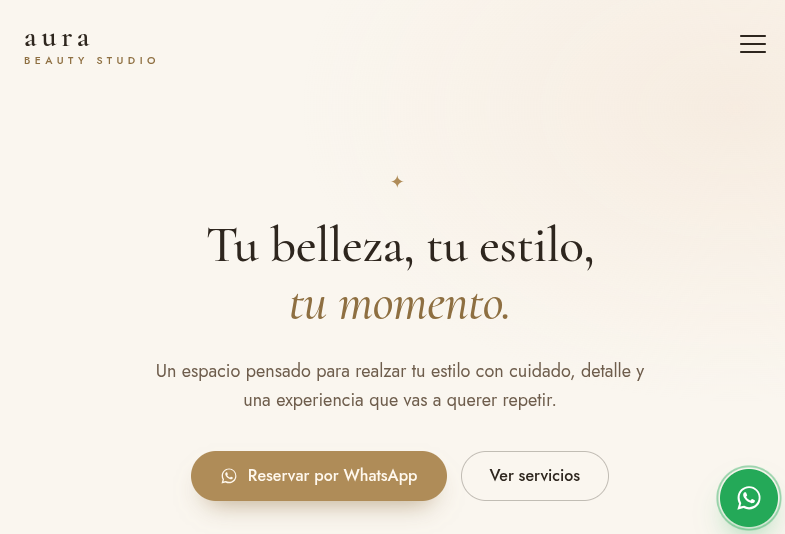 aura
BEAUTY STUDIO
Tu belleza, tu estilo,
tu momento.
Un espacio pensado para realzar tu estilo con cuidado, detalle y
una experiencia que vas a querer repetir.
Reservar por WhatsApp
Ver servicios